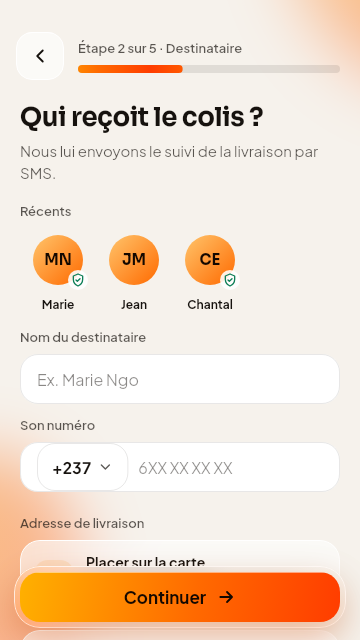 Étape 2 sur 5 · Destinataire
Qui reçoit le colis ?
Nous lui envoyons le suivi de la livraison par
SMS.
Récents
MN JM CE
Marie Jean Chantal
Nom du destinataire
Ex. Marie Ngo
Son numéro
+237 6XX XX XX XX
Adresse de livraison
Placer sur la carte
Continuer